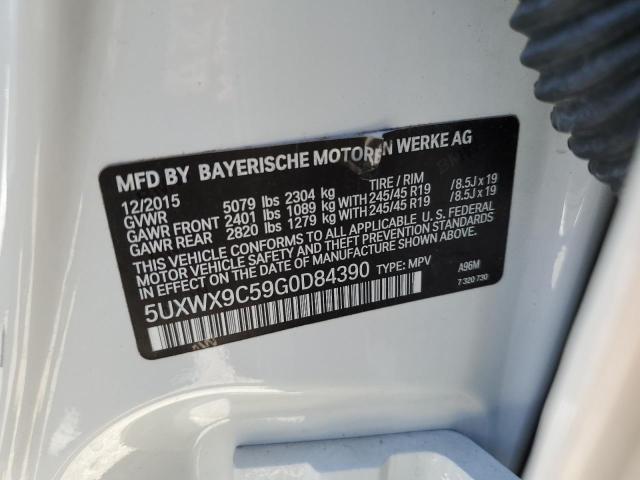 MFD BY BAYERISCHE MOTOREN WERKE AG
12/2015
GVWR 5079 lbs 2304 kg TIRE / RIM
GAWR FRONT 2401 lbs 1089 kg WITH 245/45 R19 / 8.5J x 19
GAWR REAR 2820 lbs 1279 kg WITH 245/45 R19 / 8.5J x 19
THIS VEHICLE CONFORMS TO ALL APPLICABLE U.S. FEDERAL
MOTOR VEHICLE SAFETY AND THEFT PREVENTION STANDARDS
IN EFFECT ON THE DATE OF MANUFACTURE SHOWN ABOVE.
5UXWX9C59G0D84390 TYPE: MPV A96M
7 320 730